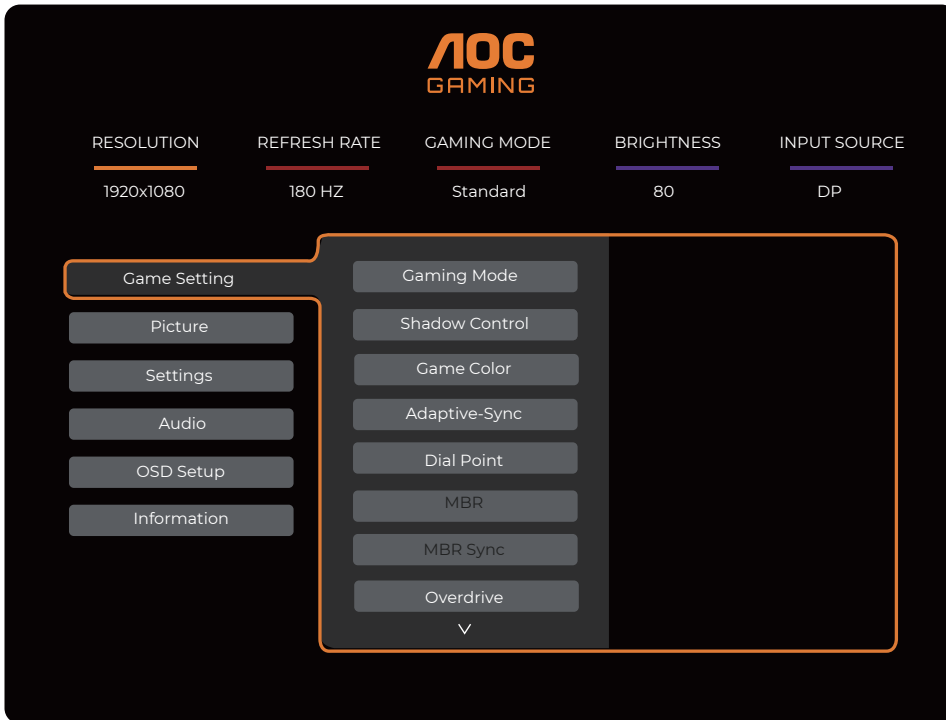 AOC
GAMING
RESOLUTION REFRESH RATE GAMING MODE BRIGHTNESS INPUT SOURCE
1920x1080 180 HZ Standard 80 DP
Game Setting
Picture
Settings
Audio
OSD Setup
Information
Gaming Mode
Shadow Control
Game Color
Adaptive-Sync
Dial Point
MBR
MBR Sync
Overdrive